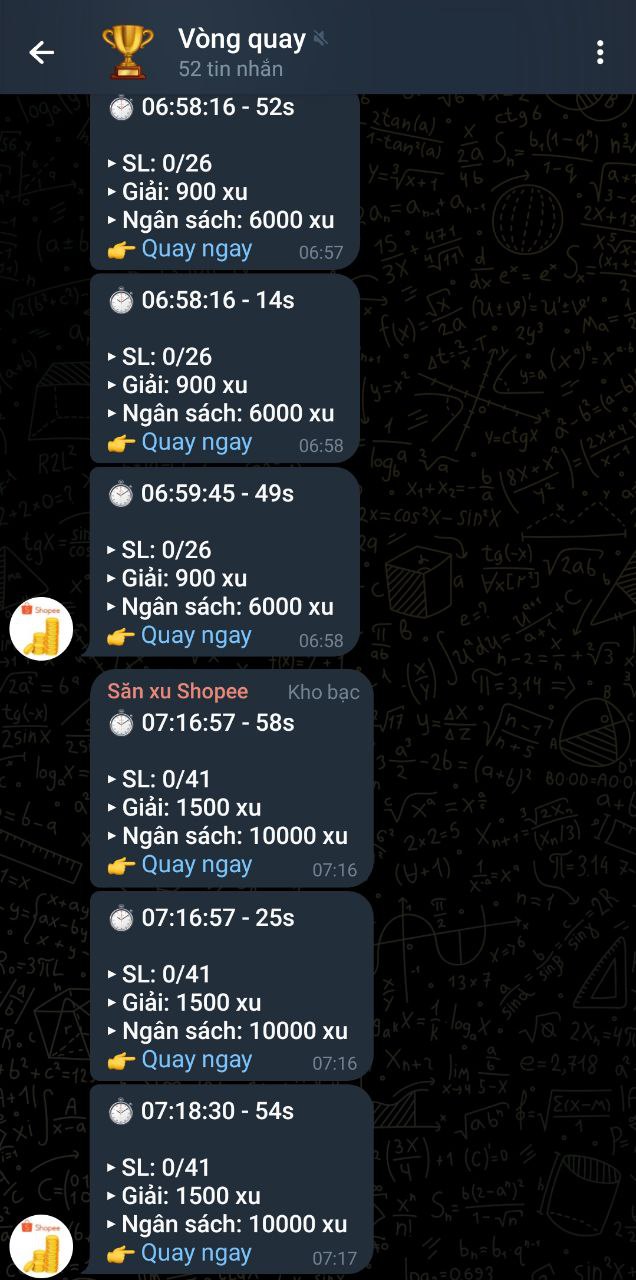 Vòng quay
52 tin nhắn
06:58:16 - 52s
‣ SL: 0/26
‣ Giải: 900 xu
‣ Ngân sách: 6000 xu
👉 Quay ngay 06:57
06:58:16 - 14s
‣ SL: 0/26
‣ Giải: 900 xu
‣ Ngân sách: 6000 xu
👉 Quay ngay 06:58
06:59:45 - 49s
‣ SL: 0/26
‣ Giải: 900 xu
‣ Ngân sách: 6000 xu
👉 Quay ngay 06:58
Shopee
Săn xu Shopee Kho bạc
07:16:57 - 58s
‣ SL: 0/41
‣ Giải: 1500 xu
‣ Ngân sách: 10000 xu
👉 Quay ngay 07:16
07:16:57 - 25s
‣ SL: 0/41
‣ Giải: 1500 xu
‣ Ngân sách: 10000 xu
👉 Quay ngay 07:16
07:18:30 - 54s
‣ SL: 0/41
‣ Giải: 1500 xu
‣ Ngân sách: 10000 xu
👉 Quay ngay 07:17
Shopee